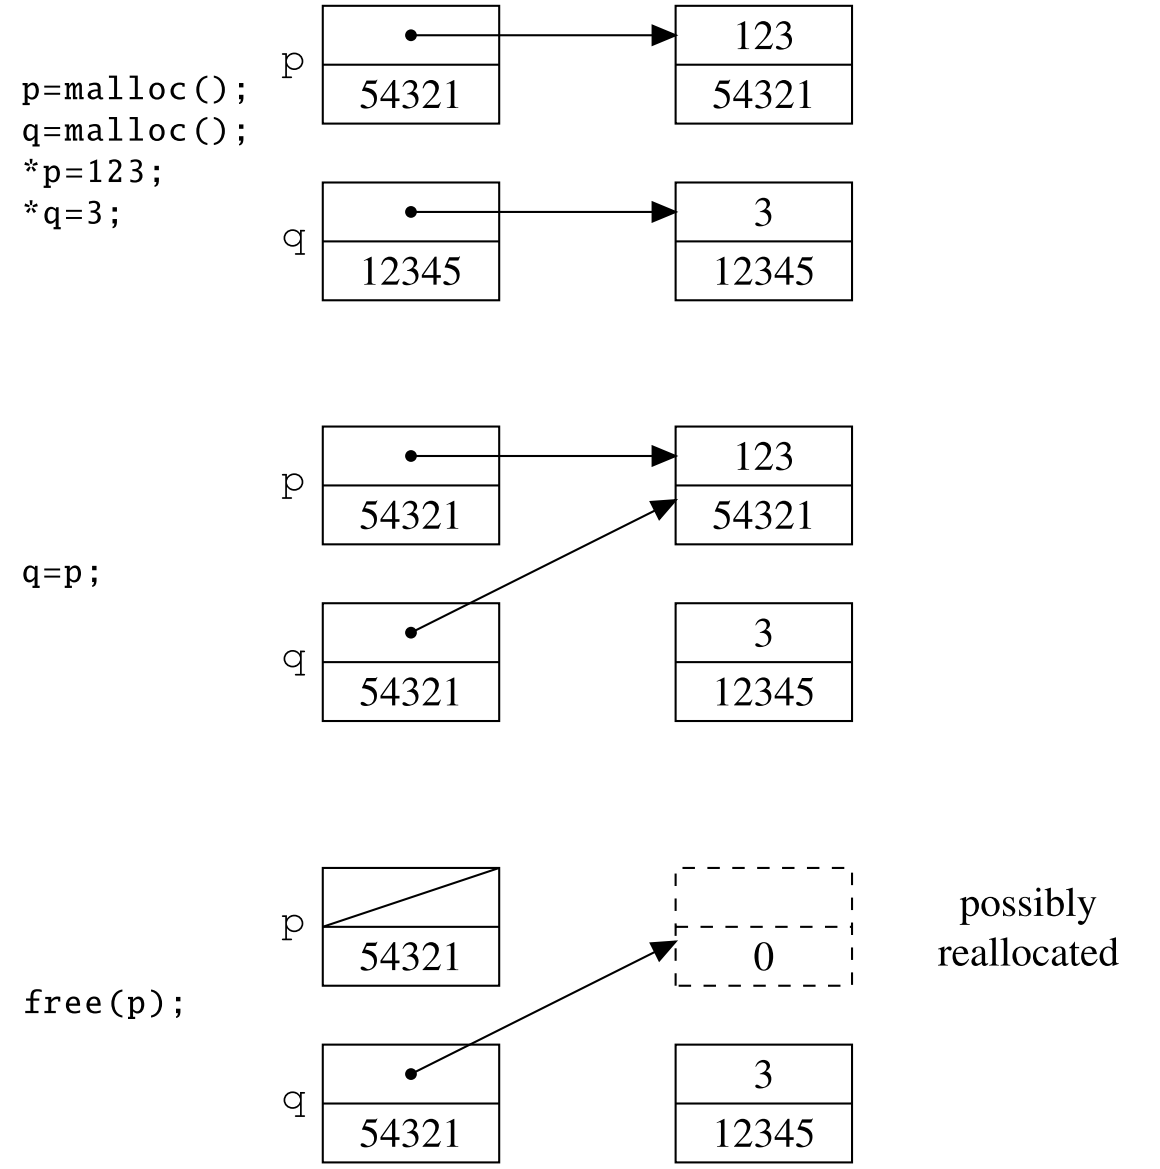 p=malloc();
q=malloc();
*p=123;
*q=3;
p
123
54321
54321
q
3
12345
12345
q=p;
p
123
54321
54321
q
3
54321
12345
free(p);
p
54321
0
possibly
reallocated
q
3
54321
12345